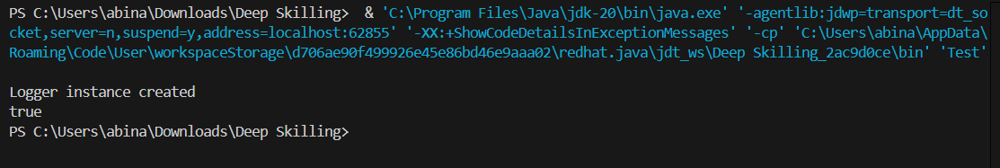 PS C:\Users\abina\Downloads\Deep Skilling>  & 'C:\Program Files\Java\jdk-20\bin\java.exe' '-agentlib:jdwp=transport=dt_so
cket,server=n,suspend=y,address=localhost:62855' '-XX:+ShowCodeDetailsInExceptionMessages' '-cp' 'C:\Users\abina\AppData\
Roaming\Code\User\workspaceStorage\d706ae90f499926e45e86bd46e9aaa02\redhat.java\jdt_ws\Deep Skilling_2ac9d0ce\bin' 'Test'
Logger instance created
true
PS C:\Users\abina\Downloads\Deep Skilling>